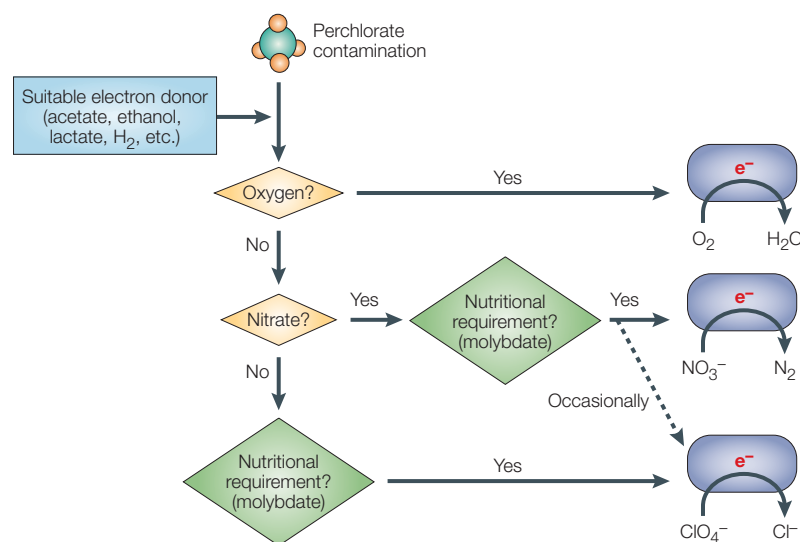 Perchlorate
contamination
Suitable electron donor
(acetate, ethanol,
lactate, H₂, etc.)
Oxygen?
Yes
e⁻
O₂
H₂O
No
Nitrate?
Yes
Nutritional
requirement?
(molybdate)
Yes
e⁻
NO₃⁻
N₂
No
Occasionally
Nutritional
requirement?
(molybdate)
Yes
e⁻
ClO₄⁻
Cl⁻